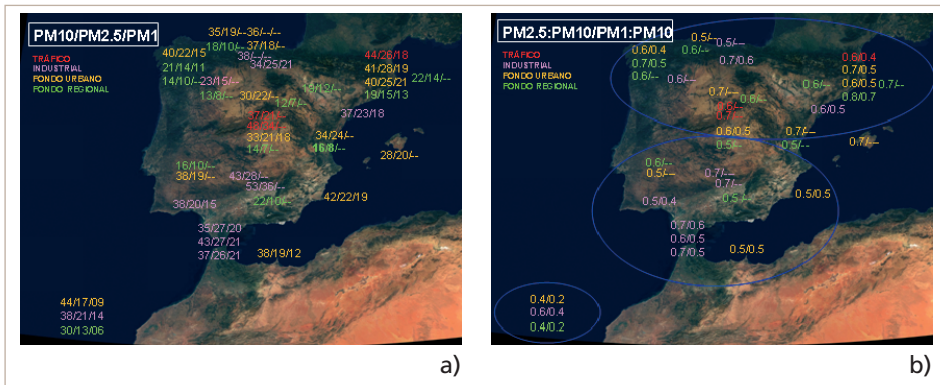 PM10/PM2.5/PM1
TRÁFICO
INDUSTRIAL
FONDO URBANO
FONDO REGIONAL
35/19/--36/--/--
18/10/-- 37/18/--
40/22/15 38/--/--
34/25/21
44/26/18
21/14/11
41/28/19
14/10/-- 23/15/--
40/25/21 22/14/--
13/8/-- 30/22/--
19/12/-- 19/15/13
12/7/--
37/23/18
33/21/18 34/24/--
14/7/-- 16/8/--
28/20/--
16/10/--
38/19/-- 43/28/--
53/36/--
38/20/15 22/10/-- 42/22/19
35/27/20
43/27/21
37/26/21 38/19/12
44/17/09
38/21/14
30/13/06
a)
PM2.5:PM10/PM1:PM10
TRÁFICO
INDUSTRIAL
FONDO URBANO
FONDO REGIONAL
0.5/-- 0.5/--
0.6/0.4 0.6/--
0.7/0.6
0.6/0.4
0.7/0.5
0.7/0.5
0.6/-- 0.6/--
0.6/-- 0.6/0.5 0.7/--
0.7/-- 0.6/--
0.8/0.7
0.6/-- 0.6/0.5
0.7/--
0.6/0.5 0.7/--
0.5/-- 0.5/-- 0.7/--
0.6/--
0.5/-- 0.7/--
0.7/--
0.5/0.4 0.5/-- 0.5/0.5
0.7/0.6
0.6/0.5
0.7/0.5 0.5/0.5
0.4/0.2
0.6/0.4
0.4/0.2
b)